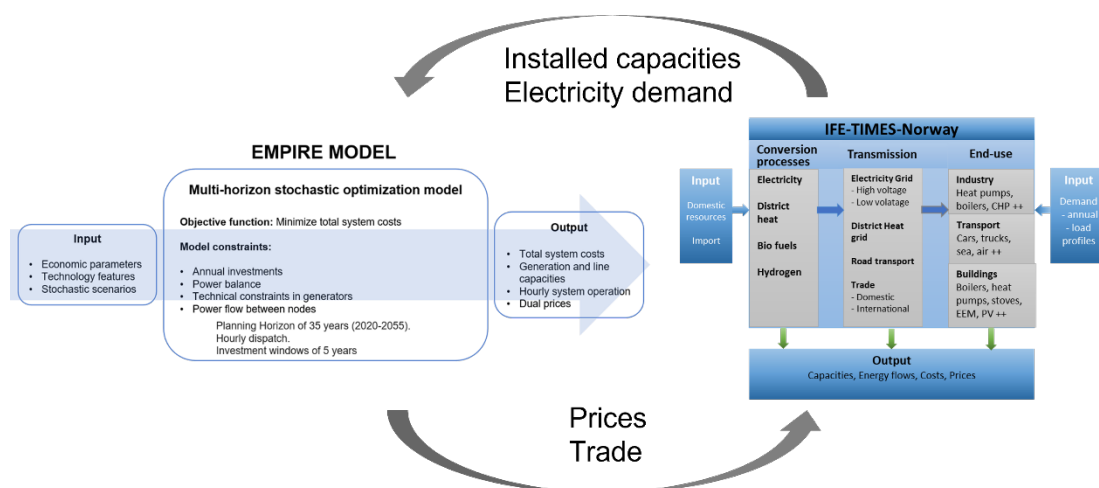 Installed capacities
Electricity demand
EMPIRE MODEL
Input
• Economic parameters
• Technology features
• Stochastic scenarios
Multi-horizon stochastic optimization model
Objective function: Minimize total system costs
Model constraints:
• Annual investments
• Power balance
• Technical constraints in generators
• Power flow between nodes
Planning Horizon of 35 years (2020-2055).
Hourly dispatch.
Investment windows of 5 years
Output
• Total system costs
• Generation and line
capacities
• Hourly system operation
• Dual prices
IFE-TIMES-Norway
Input
Domestic
resources
Import
Conversion
processes
Electricity
District
heat
Bio fuels
Hydrogen
Transmission
Electricity Grid
- High voltage
- Low volatage
District Heat
grid
Road transport
Trade
- Domestic
- International
End-use
Industry
Heat pumps,
boilers, CHP ++
Transport
Cars, trucks,
sea, air ++
Buildings
Boilers, heat
pumps, stoves,
EEM, PV ++
Input
Demand
- annual
- load
profiles
Output
Capacities, Energy flows, Costs, Prices
Prices
Trade